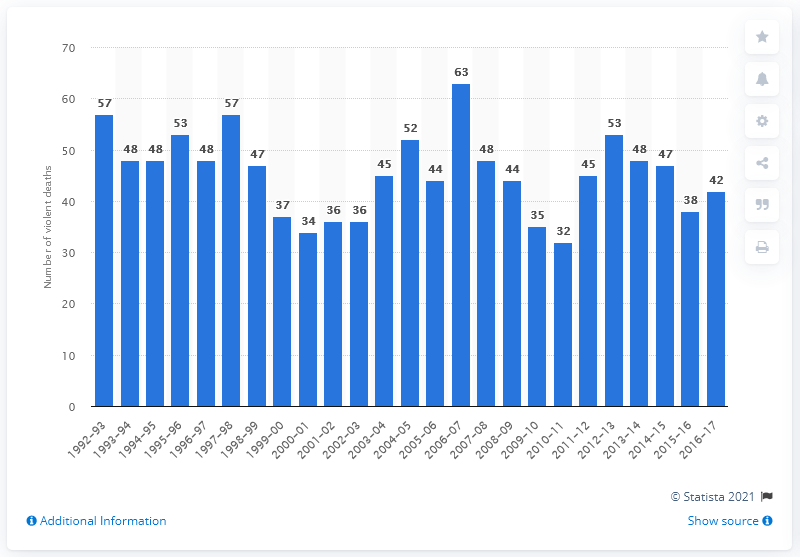 70
60
50
40
30
20
10
0
Number of violent deaths
57 48 48 53 48 57 47 37 34 36 36 45 52 44 63 48 44 35 32 45 53 48 47 38 42
1992-93 1993-94 1994-95 1995-96 1996-97 1997-98 1998-99 1999-00 2000-01 2001-02 2002-03 2003-04 2004-05 2005-06 2006-07 2007-08 2008-09 2009-10 2010-11 2011-12 2012-13 2013-14 2014-15 2015-16 2016-17
© Statista 2021
Additional Information
Show source